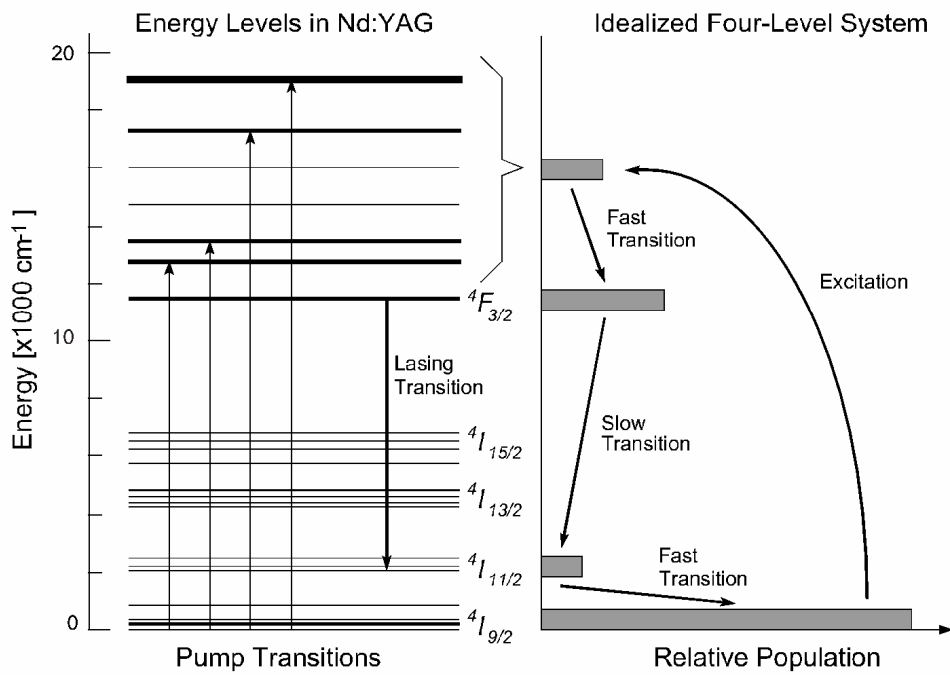 Energy Levels in Nd:YAG
Idealized Four-Level System
Energy [x1000 cm⁻¹]
20
10
0
⁴F₃/₂
Lasing
Transition
⁴I₁₅/₂
⁴I₁₃/₂
⁴I₁₁/₂
⁴I₉/₂
Pump Transitions
Fast
Transition
Excitation
Slow
Transition
Fast
Transition
Relative Population